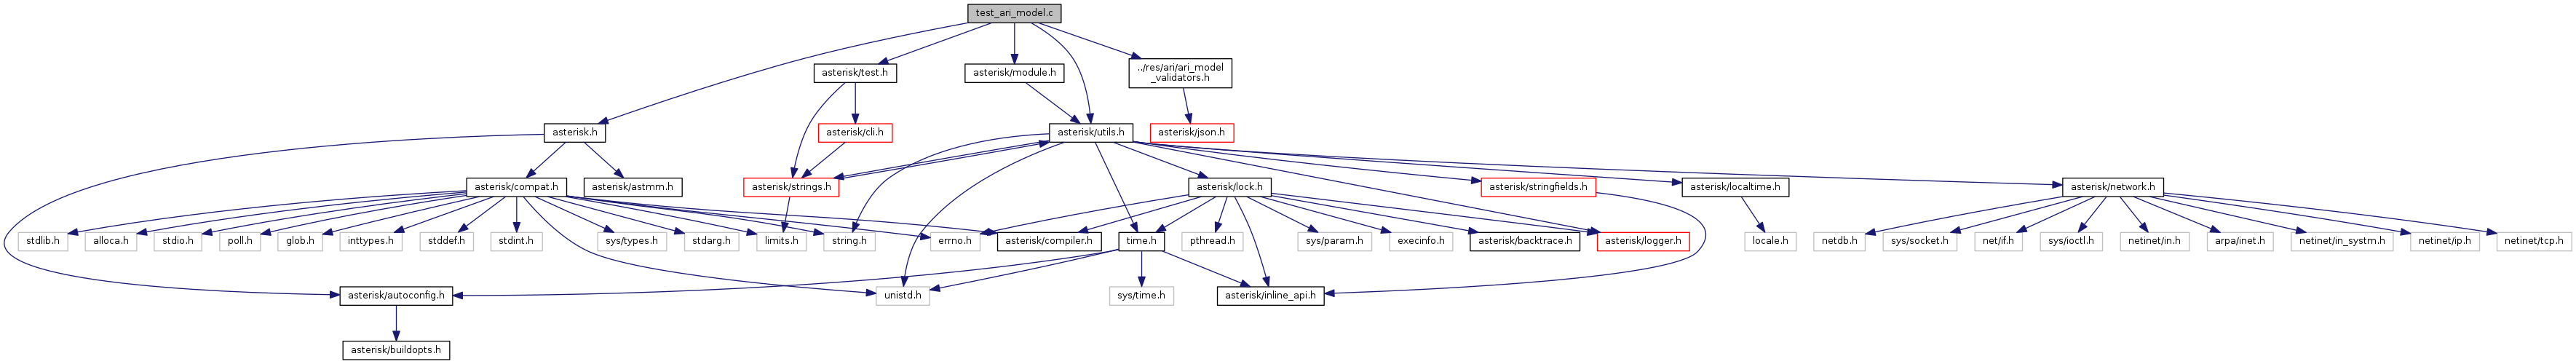 test_ari_model.c
asterisk/test.h
asterisk/module.h
../res/ari/ari_model
_validators.h
asterisk.h
asterisk/cli.h
asterisk/utils.h
asterisk/json.h
asterisk/compat.h
asterisk/astmm.h
asterisk/strings.h
asterisk/lock.h
asterisk/stringfields.h
asterisk/localtime.h
asterisk/network.h
stdlib.h
alloca.h
stdio.h
poll.h
glob.h
inttypes.h
stddef.h
stdint.h
sys/types.h
stdarg.h
limits.h
string.h
errno.h
asterisk/compiler.h
time.h
pthread.h
sys/param.h
execinfo.h
asterisk/backtrace.h
asterisk/logger.h
locale.h
netdb.h
sys/socket.h
net/if.h
sys/ioctl.h
netinet/in.h
arpa/inet.h
netinet/in_systm.h
netinet/ip.h
netinet/tcp.h
asterisk/autoconfig.h
unistd.h
sys/time.h
asterisk/inline_api.h
asterisk/buildopts.h